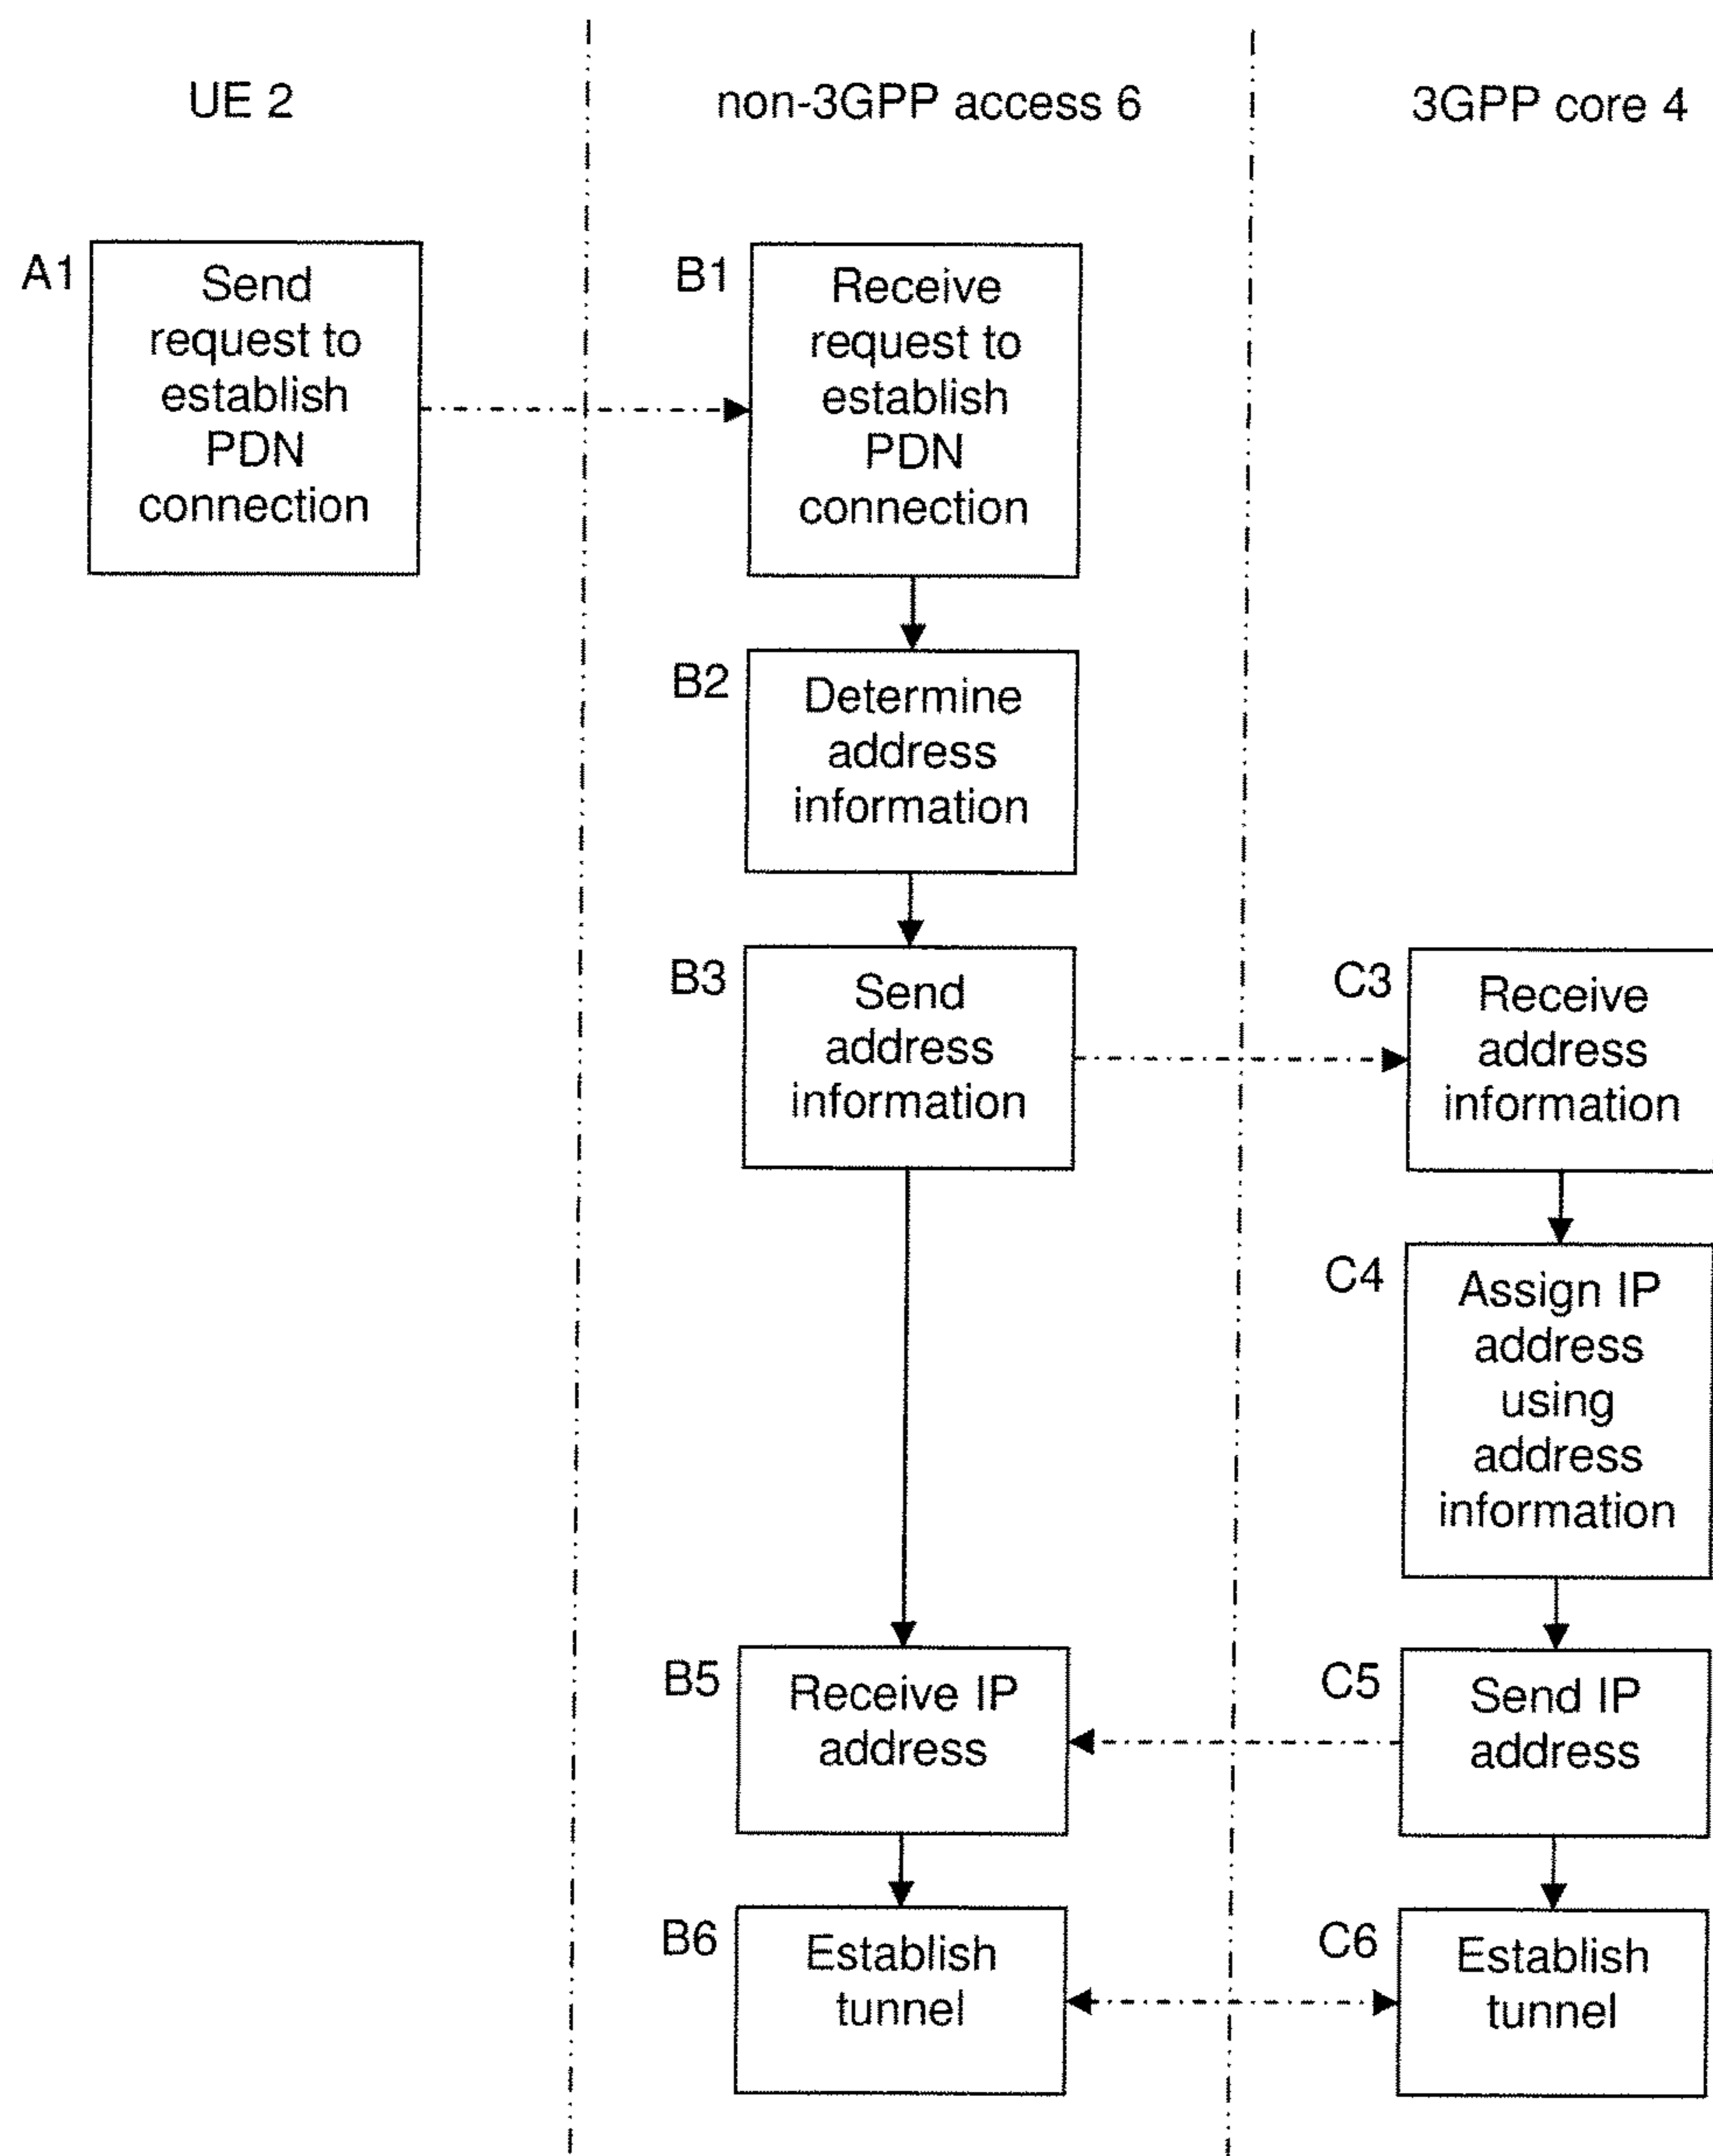 UE 2
non-3GPP access 6
3GPP core 4
A1
Send
request to
establish
PDN
connection
B1
Receive
request to
establish
PDN
connection
B2
Determine
address
information
B3
Send
address
information
C3
Receive
address
information
C4
Assign IP
address
using
address
information
B5
Receive IP
address
C5
Send IP
address
B6
Establish
tunnel
C6
Establish
tunnel